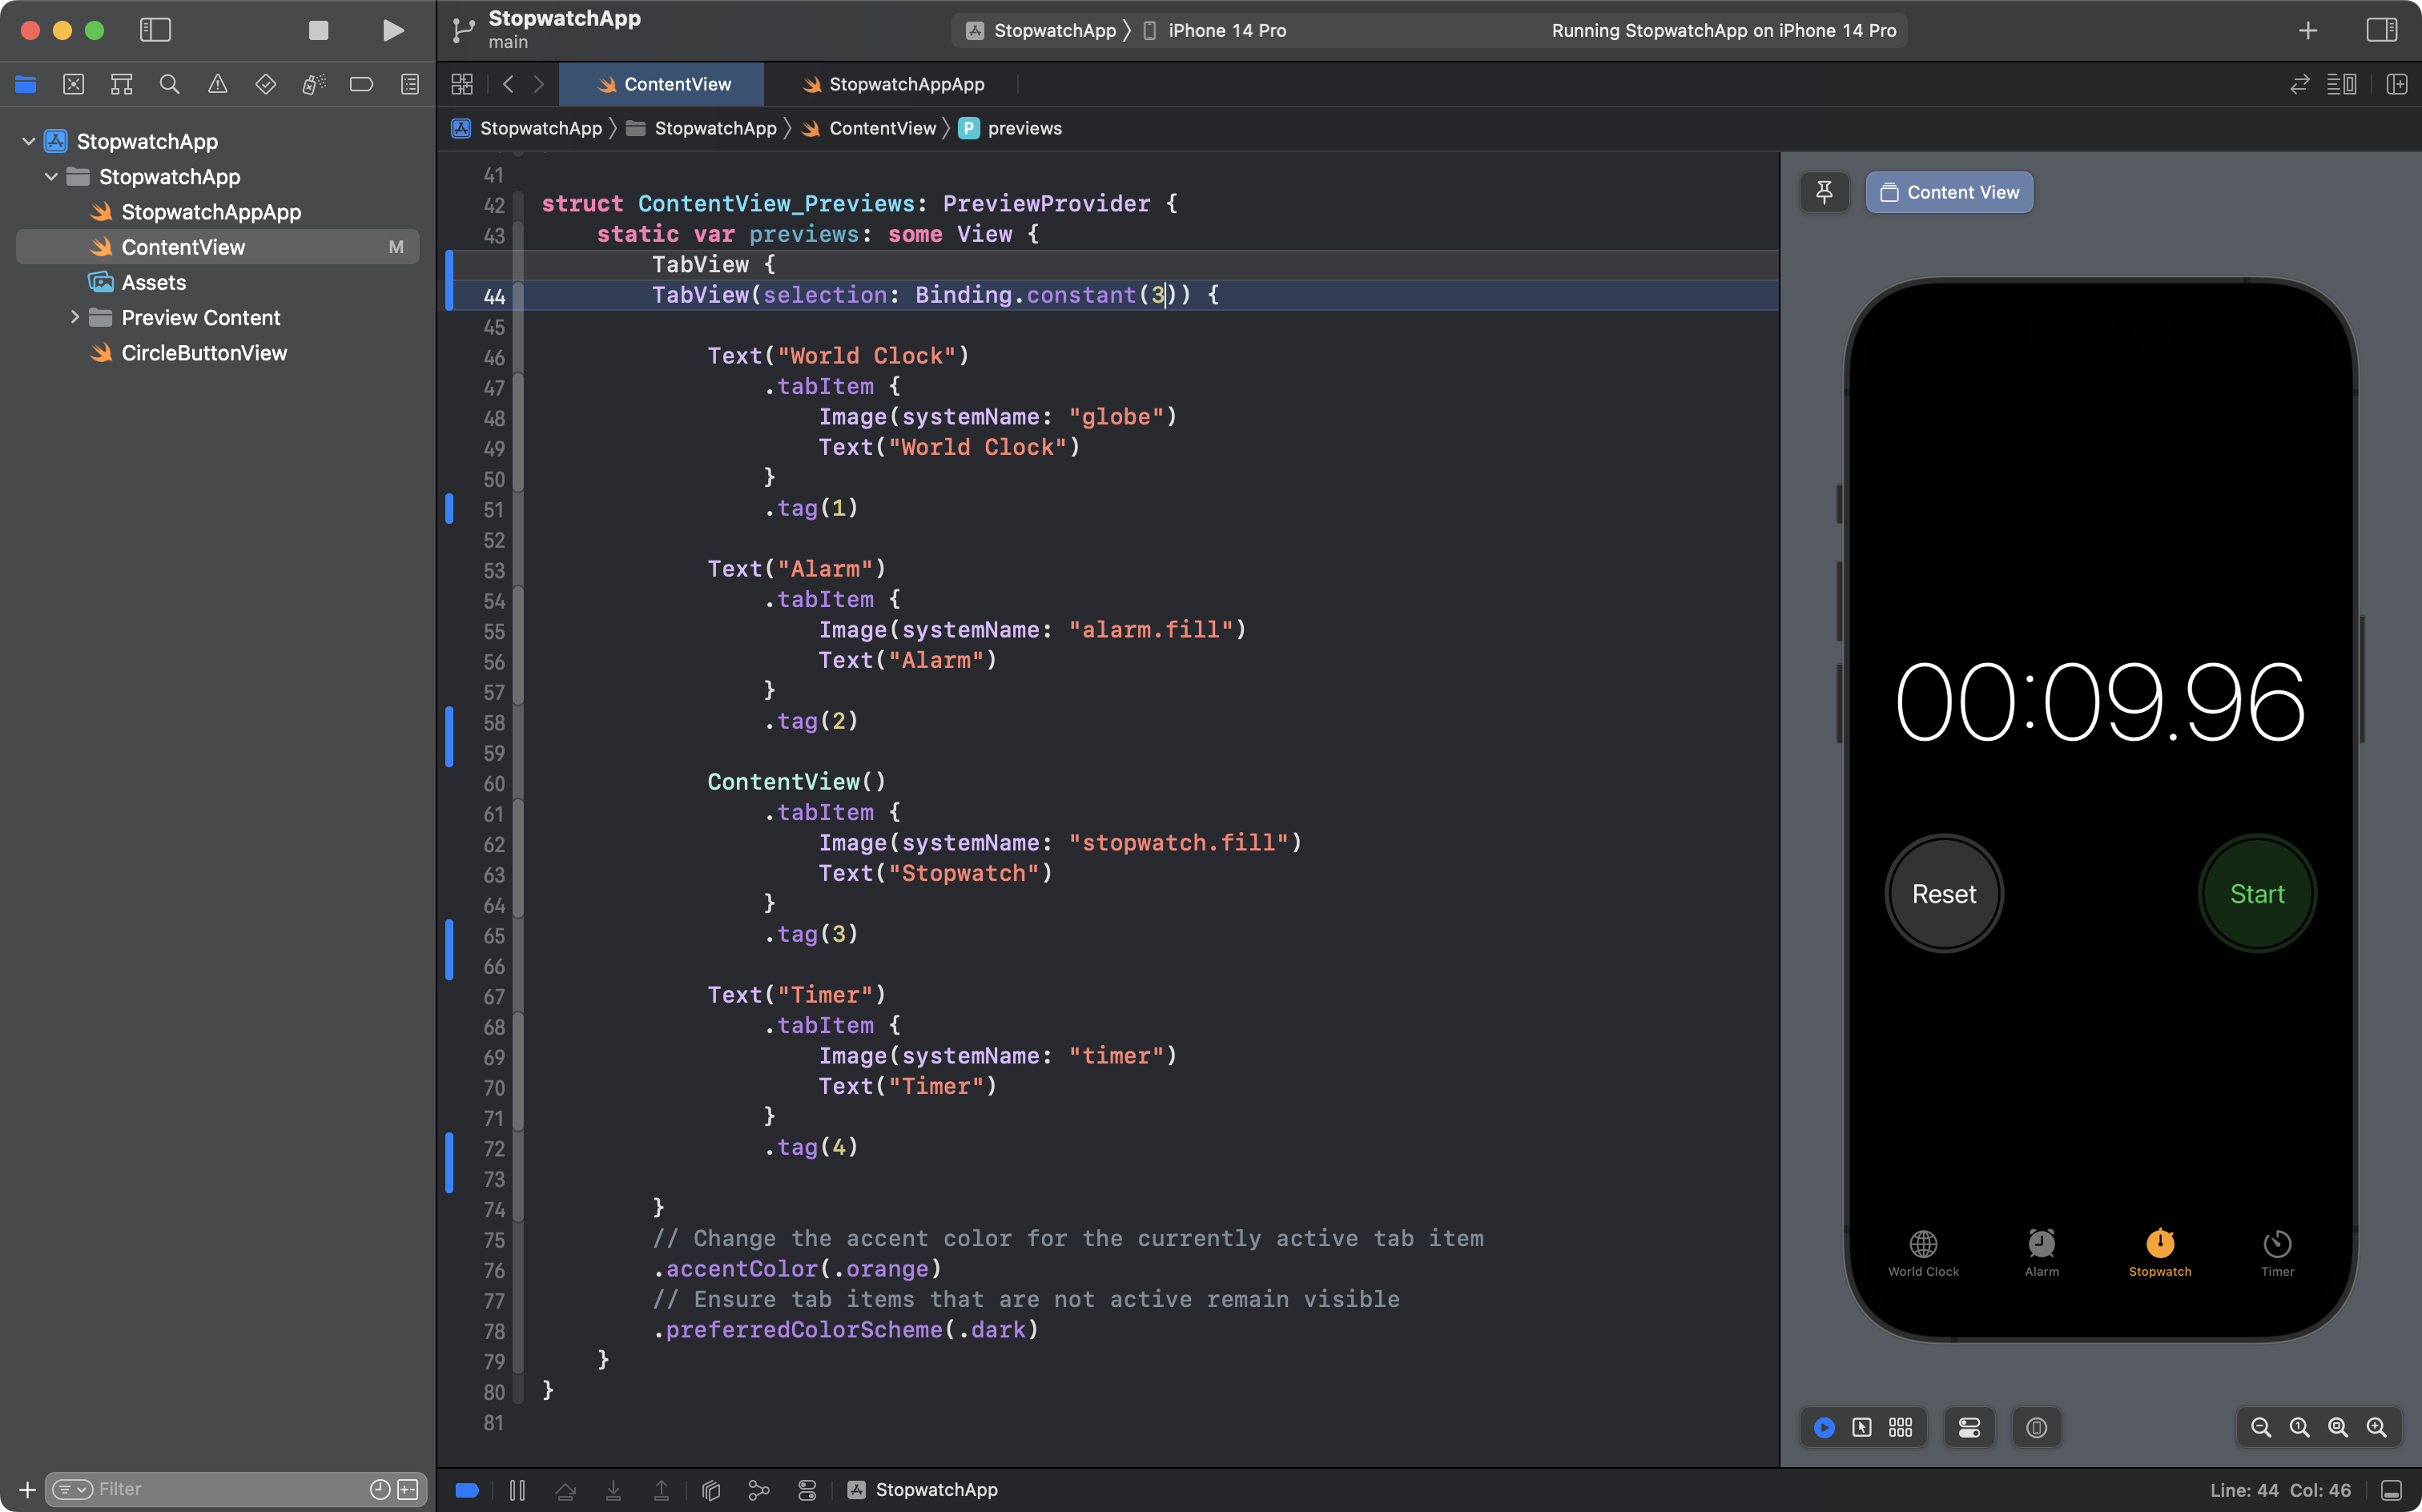 StopwatchApp
main
StopwatchApp
iPhone 14 Pro
Running StopwatchApp on iPhone 14 Pro
ContentView
StopwatchAppApp
StopwatchApp
StopwatchApp
ContentView
P previews
StopwatchApp
StopwatchApp
StopwatchAppApp
ContentView M
Assets
Preview Content
CircleButtonView
41
42 struct ContentView_Previews: PreviewProvider {
43 static var previews: some View {
TabView {
44 TabView(selection: Binding.constant(3)) {
45
46 Text("World Clock")
47 .tabItem {
48 Image(systemName: "globe")
49 Text("World Clock")
50 }
51 .tag(1)
52
53 Text("Alarm")
54 .tabItem {
55 Image(systemName: "alarm.fill")
56 Text("Alarm")
57 }
58 .tag(2)
59
60 ContentView()
61 .tabItem {
62 Image(systemName: "stopwatch.fill")
63 Text("Stopwatch")
64 }
65 .tag(3)
66
67 Text("Timer")
68 .tabItem {
69 Image(systemName: "timer")
70 Text("Timer")
71 }
72 .tag(4)
73
74 }
75 // Change the accent color for the currently active tab item
76 .accentColor(.orange)
77 // Ensure tab items that are not active remain visible
78 .preferredColorScheme(.dark)
79 }
80 }
81
Content View
00:09.96
Reset
Start
World Clock
Alarm
Stopwatch
Timer
Filter
StopwatchApp
Line: 44 Col: 46